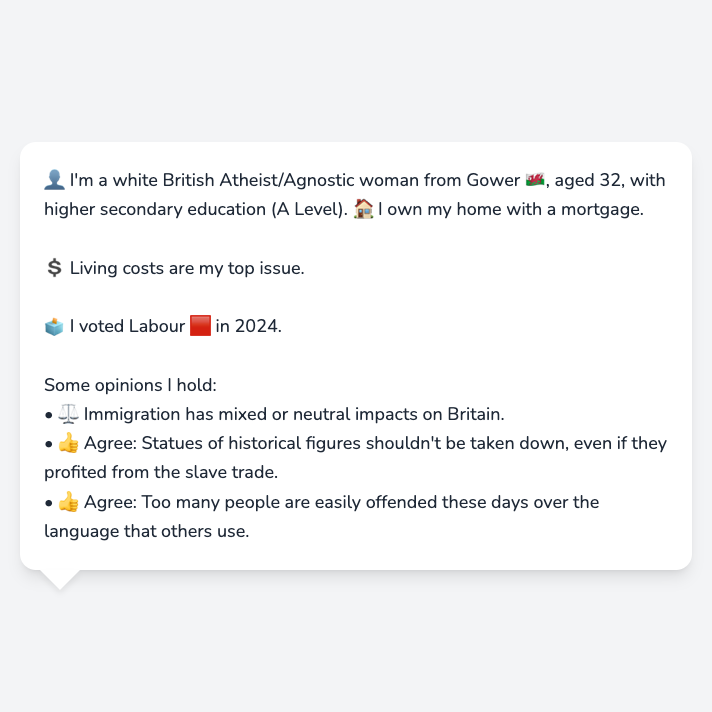 👤 I'm a white British Atheist/Agnostic woman from Gower 🏴󠁧󠁢󠁷󠁬󠁳󠁿, aged 32, with
higher secondary education (A Level). 🏠 I own my home with a mortgage.
💲 Living costs are my top issue.
🗳️ I voted Labour 🟥 in 2024.
Some opinions I hold:
• ⚖️ Immigration has mixed or neutral impacts on Britain.
• 👍 Agree: Statues of historical figures shouldn't be taken down, even if they
profited from the slave trade.
• 👍 Agree: Too many people are easily offended these days over the
language that others use.